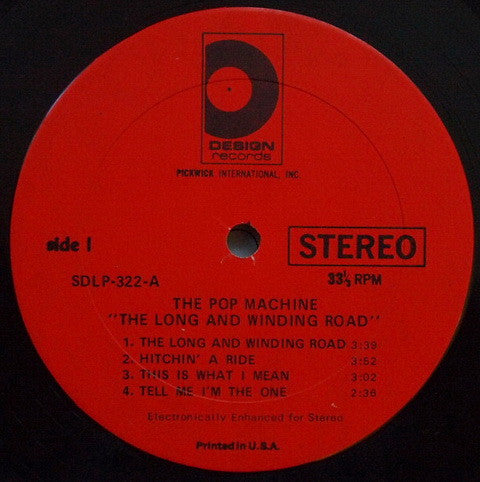 DESIGN
records
PICKWICK INTERNATIONAL, INC.
side 1
STEREO
SDLP-322-A
33⅓ RPM
THE POP MACHINE
"THE LONG AND WINDING ROAD"
1. THE LONG AND WINDING ROAD 3:39
2. HITCHIN' A RIDE 3:52
3. THIS IS WHAT I MEAN 3:02
4. TELL ME I'M THE ONE 2:36
Electronically Enhanced for Stereo
Printed in U.S.A.